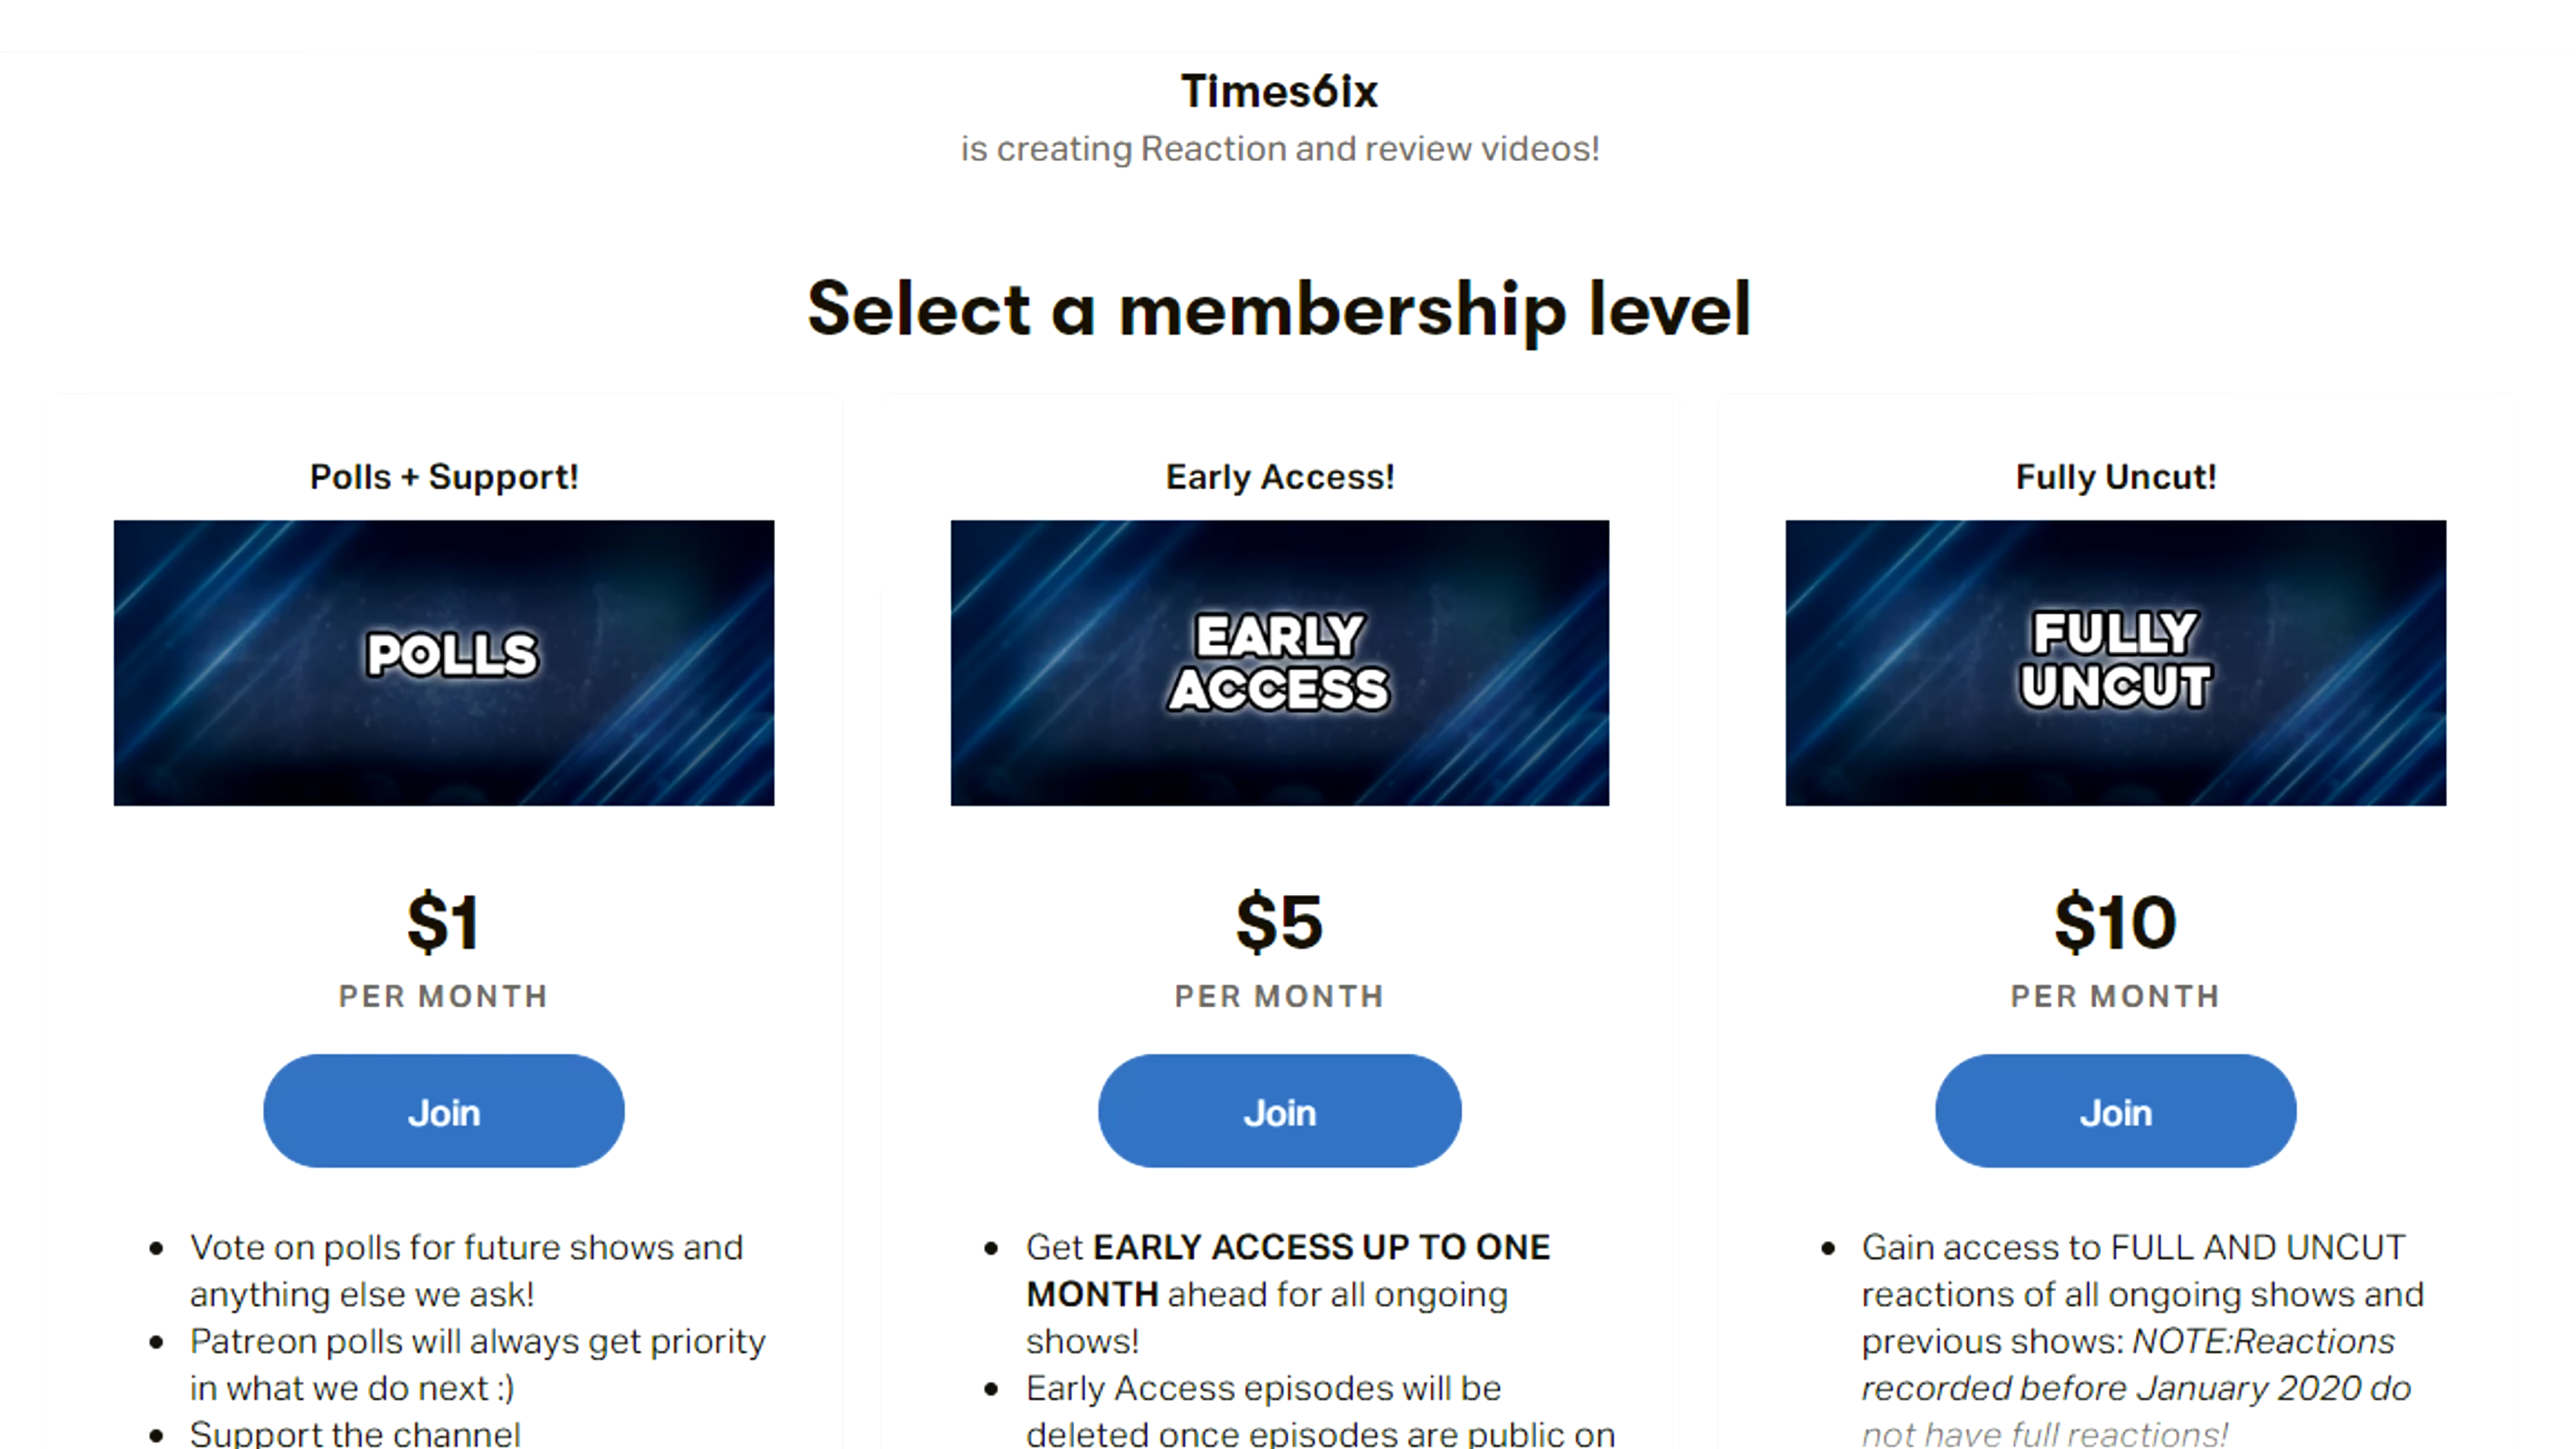 Times6ix
is creating Reaction and review videos!
Select a membership level
Polls + Support!
POLLS
$1
PER MONTH
Join
• Vote on polls for future shows and
anything else we ask!
• Patreon polls will always get priority
in what we do next :)
• Support the channel
Early Access!
EARLY
ACCESS
$5
PER MONTH
Join
• Get EARLY ACCESS UP TO ONE
MONTH ahead for all ongoing
shows!
• Early Access episodes will be
deleted once episodes are public on
Fully Uncut!
FULLY
UNCUT
$10
PER MONTH
Join
• Gain access to FULL AND UNCUT
reactions of all ongoing shows and
previous shows: NOTE:Reactions
recorded before January 2020 do
not have full reactions!